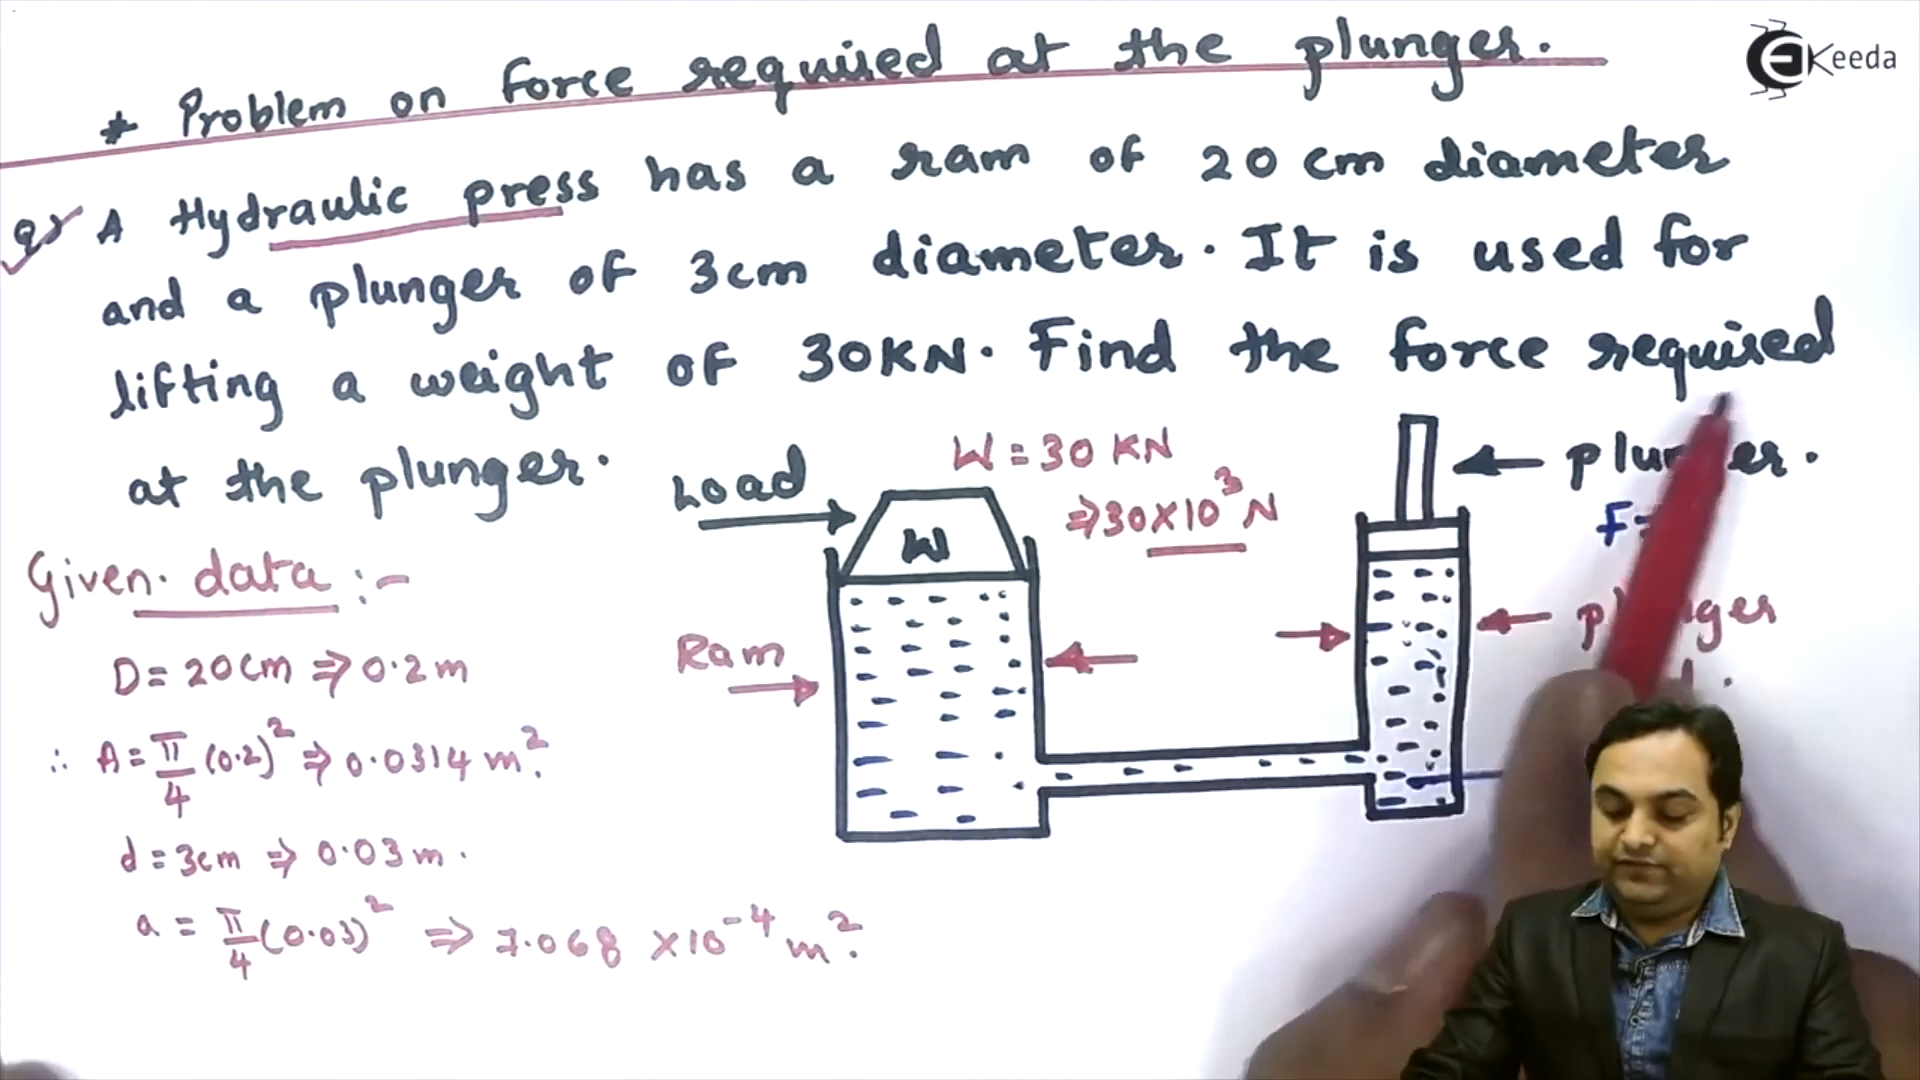 * Problem on force required at the plunger.
EKeeda
Q> A Hydraulic press has a ram of 20 cm diameter
and a plunger of 3cm diameter. It is used for
lifting a weight of 30KN. Find the force required
at the plunger.
Load
W = 30 KN
⇒30×10³ N
W
plunger.
F=
Given data :-
D = 20cm ⇒ 0.2m
∴ A = π/4 (0.2)² ⇒ 0.0314 m².
d = 3cm ⇒ 0.03m.
a = π/4 (0.03)² ⇒ 7.068 ×10⁻⁴ m².
Ram